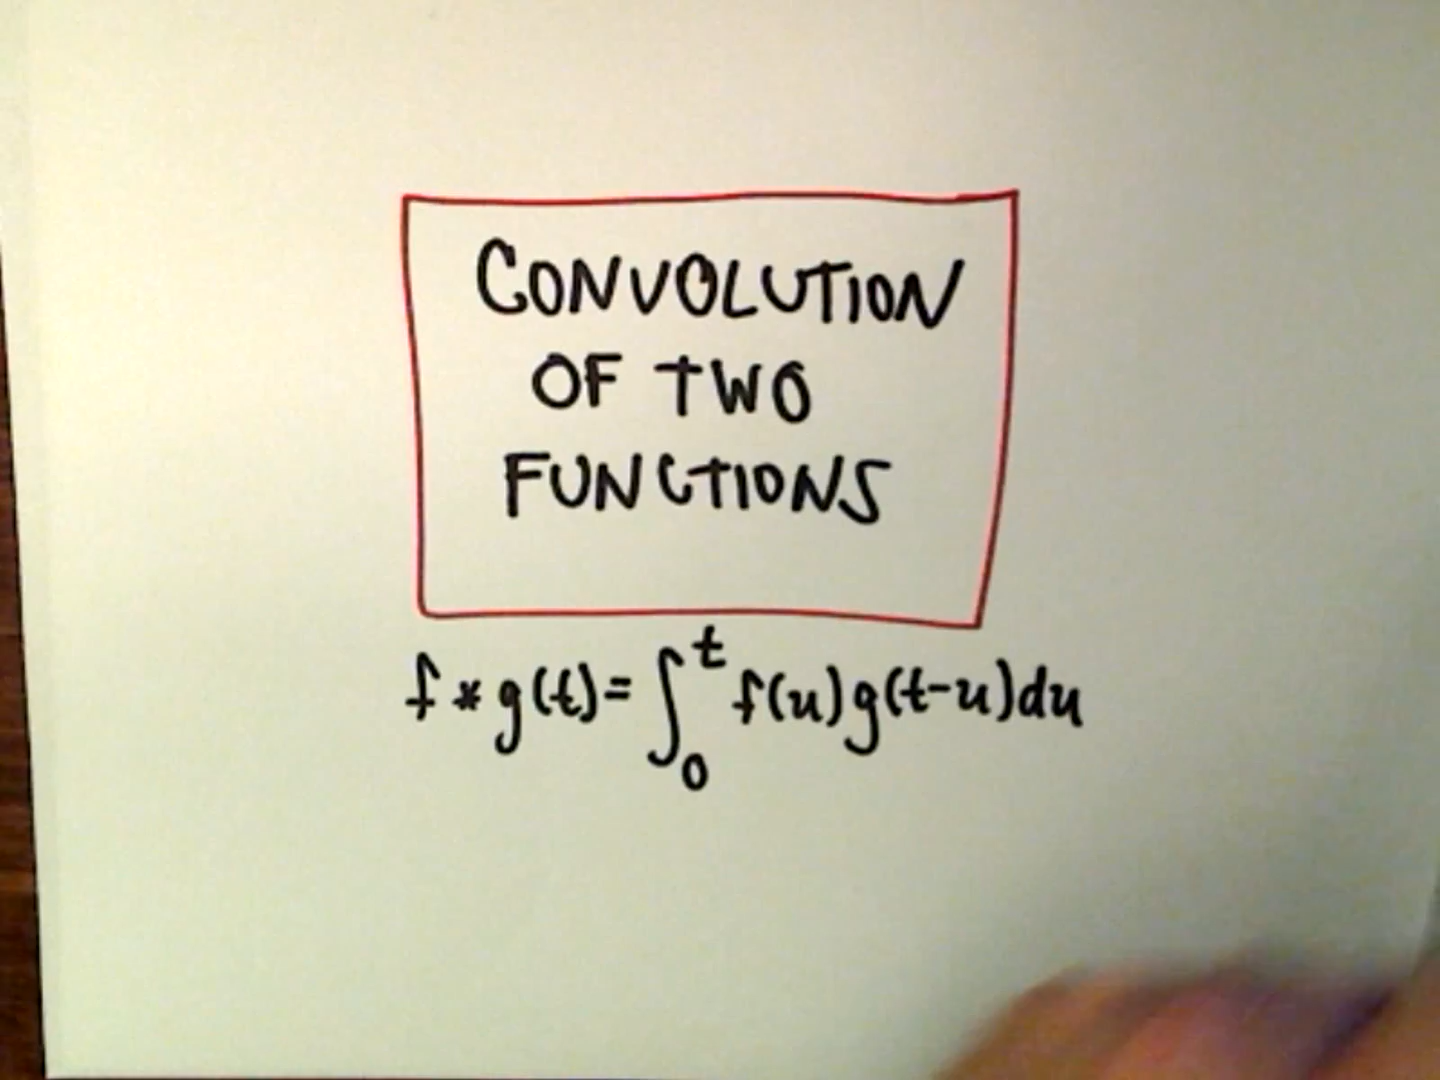 CONVOLUTION
OF TWO
FUNCTIONS
f * g(t) = ∫₀ᵗ f(u)g(t-u)du